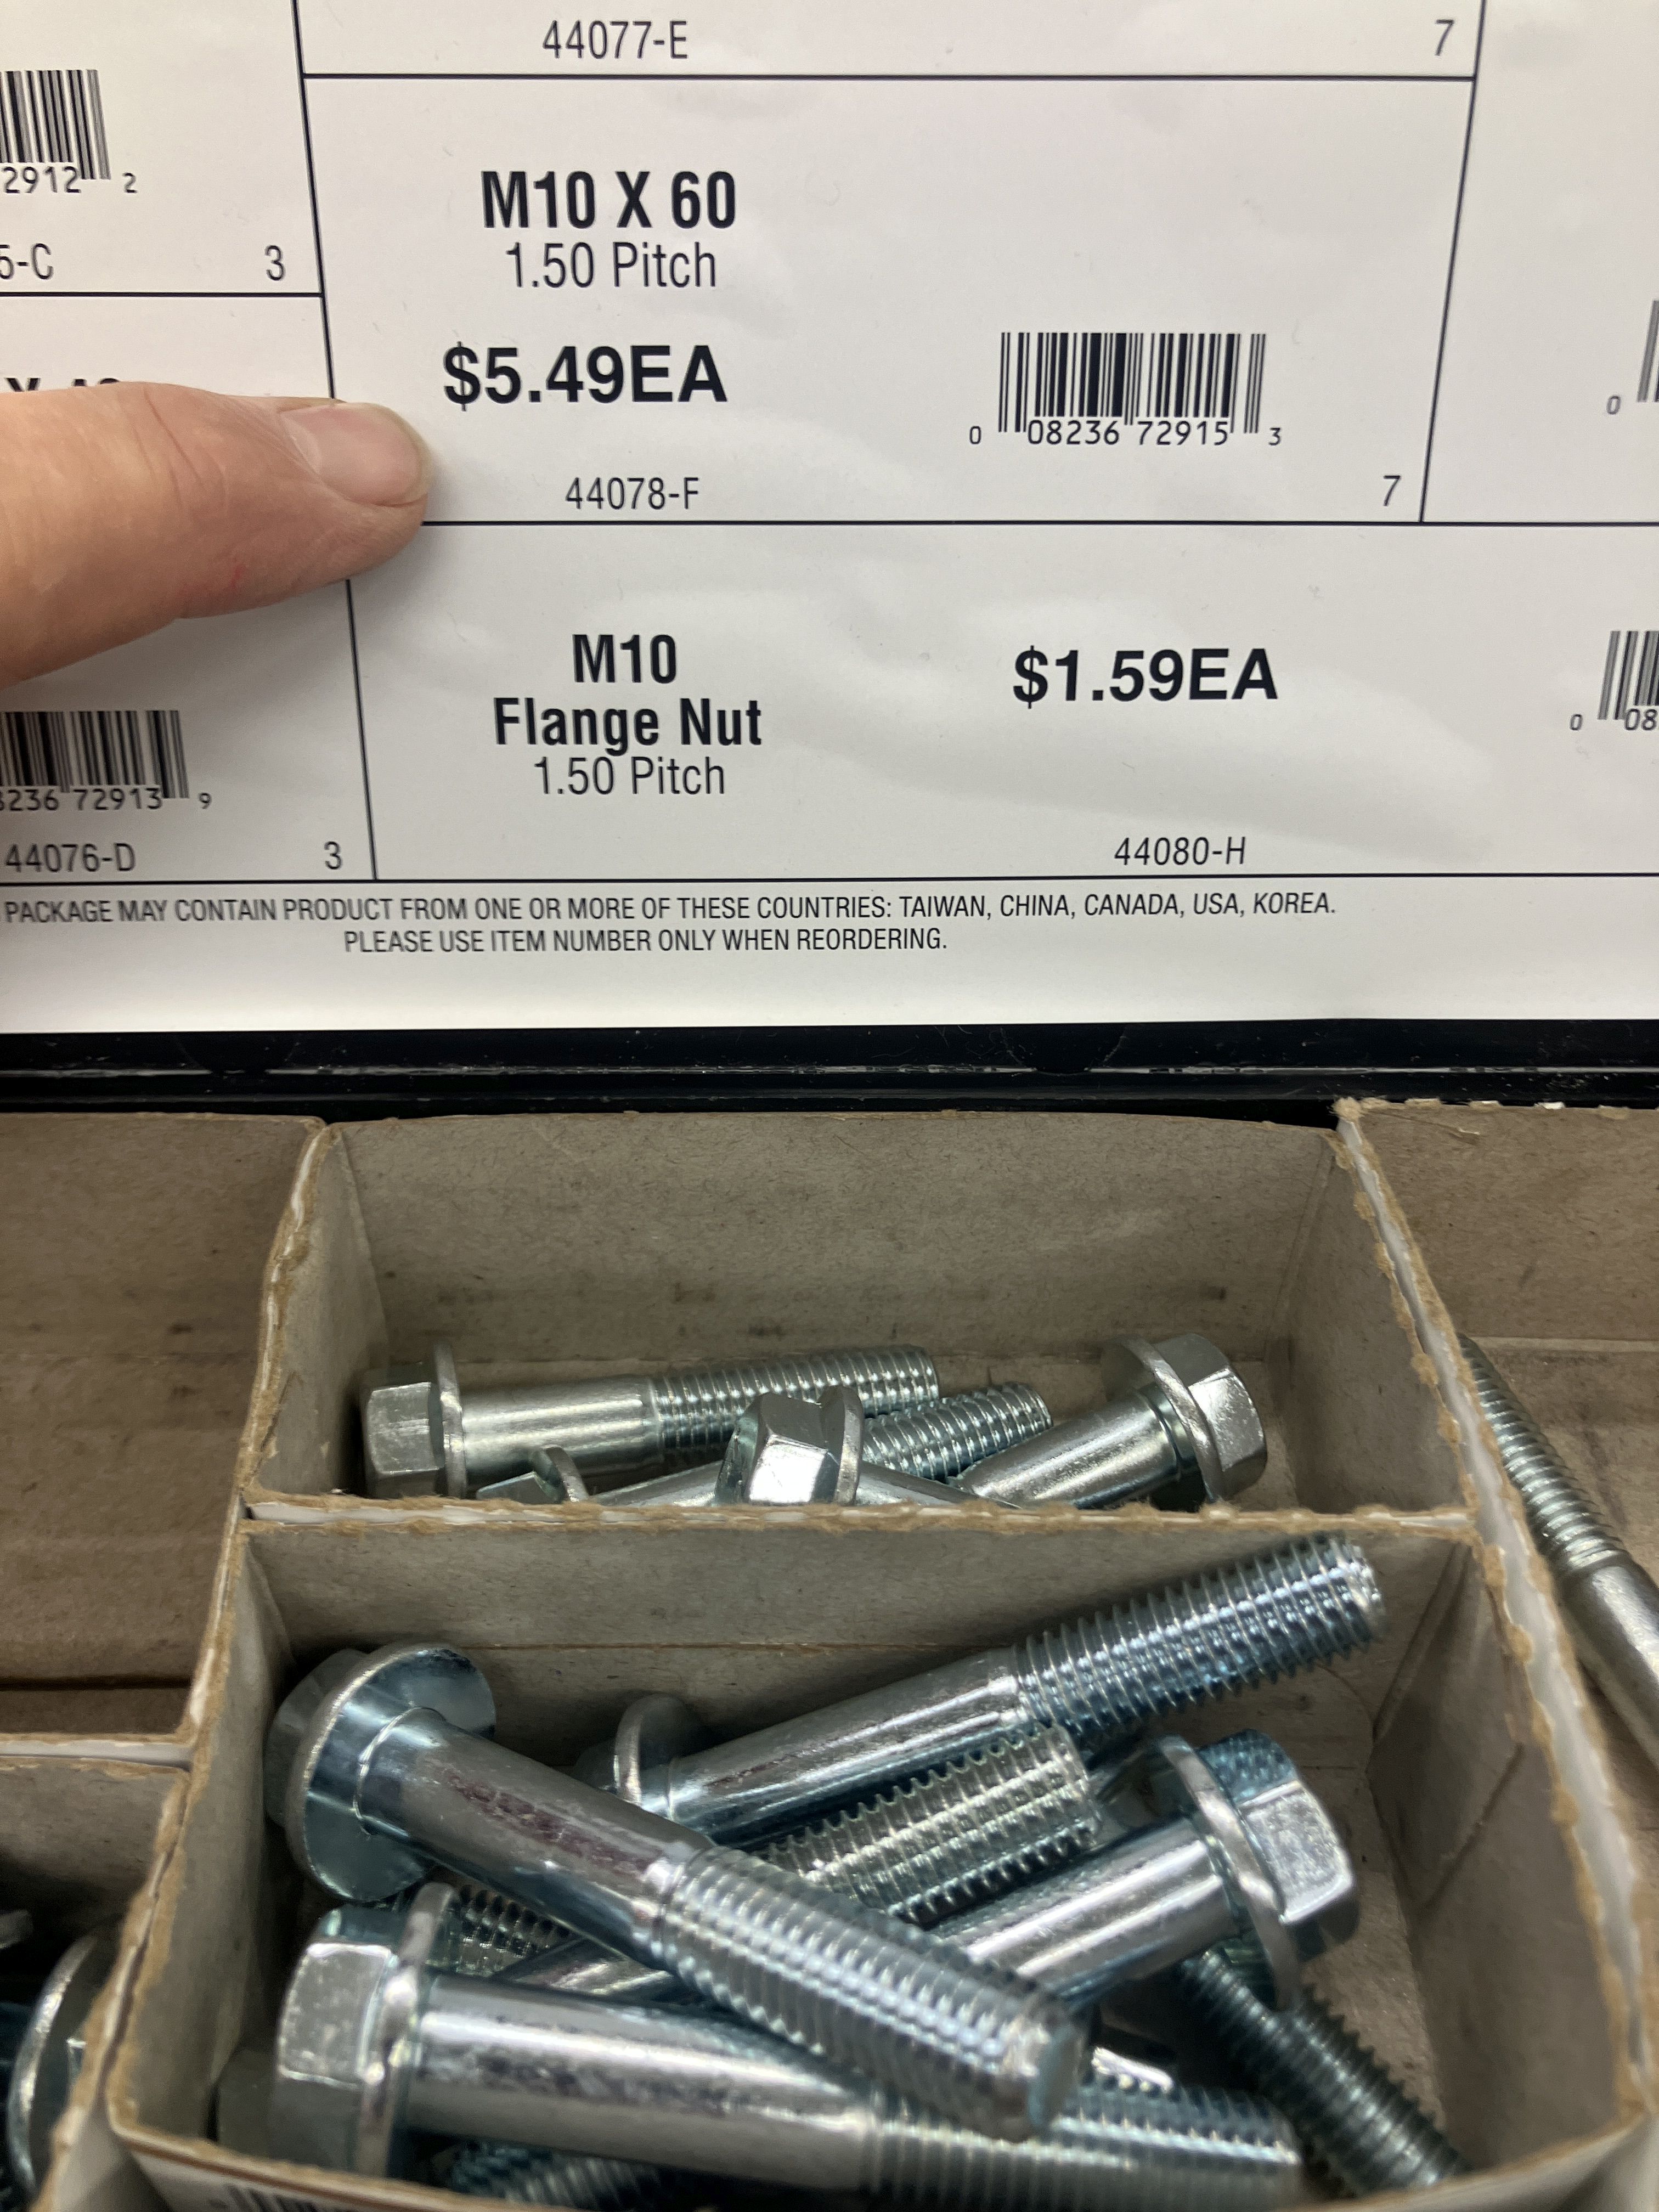 44077-E 7
2912 2
-C 3
M10 X 60
1.50 Pitch
$5.49EA
0 08236 72915 3
44078-F 7
0
M10
Flange Nut
1.50 Pitch
$1.59EA
0 08
236 72913 9
44076-D 3
44080-H
PACKAGE MAY CONTAIN PRODUCT FROM ONE OR MORE OF THESE COUNTRIES: TAIWAN, CHINA, CANADA, USA, KOREA.
PLEASE USE ITEM NUMBER ONLY WHEN REORDERING.